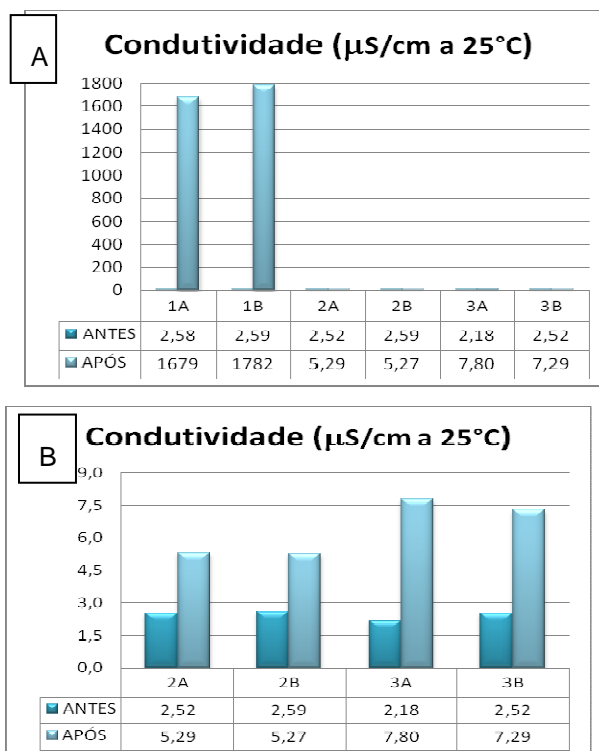 A
Condutividade (µS/cm a 25°C)
1800
1600
1400
1200
1000
800
600
400
200
0
1A 1B 2A 2B 3A 3B
ANTES 2,58 2,59 2,52 2,59 2,18 2,52
APÓS 1679 1782 5,29 5,27 7,80 7,29
B
Condutividade (µS/cm a 25°C)
9,0
7,5
6,0
4,5
3,0
1,5
0,0
2A 2B 3A 3B
ANTES 2,52 2,59 2,18 2,52
APÓS 5,29 5,27 7,80 7,29